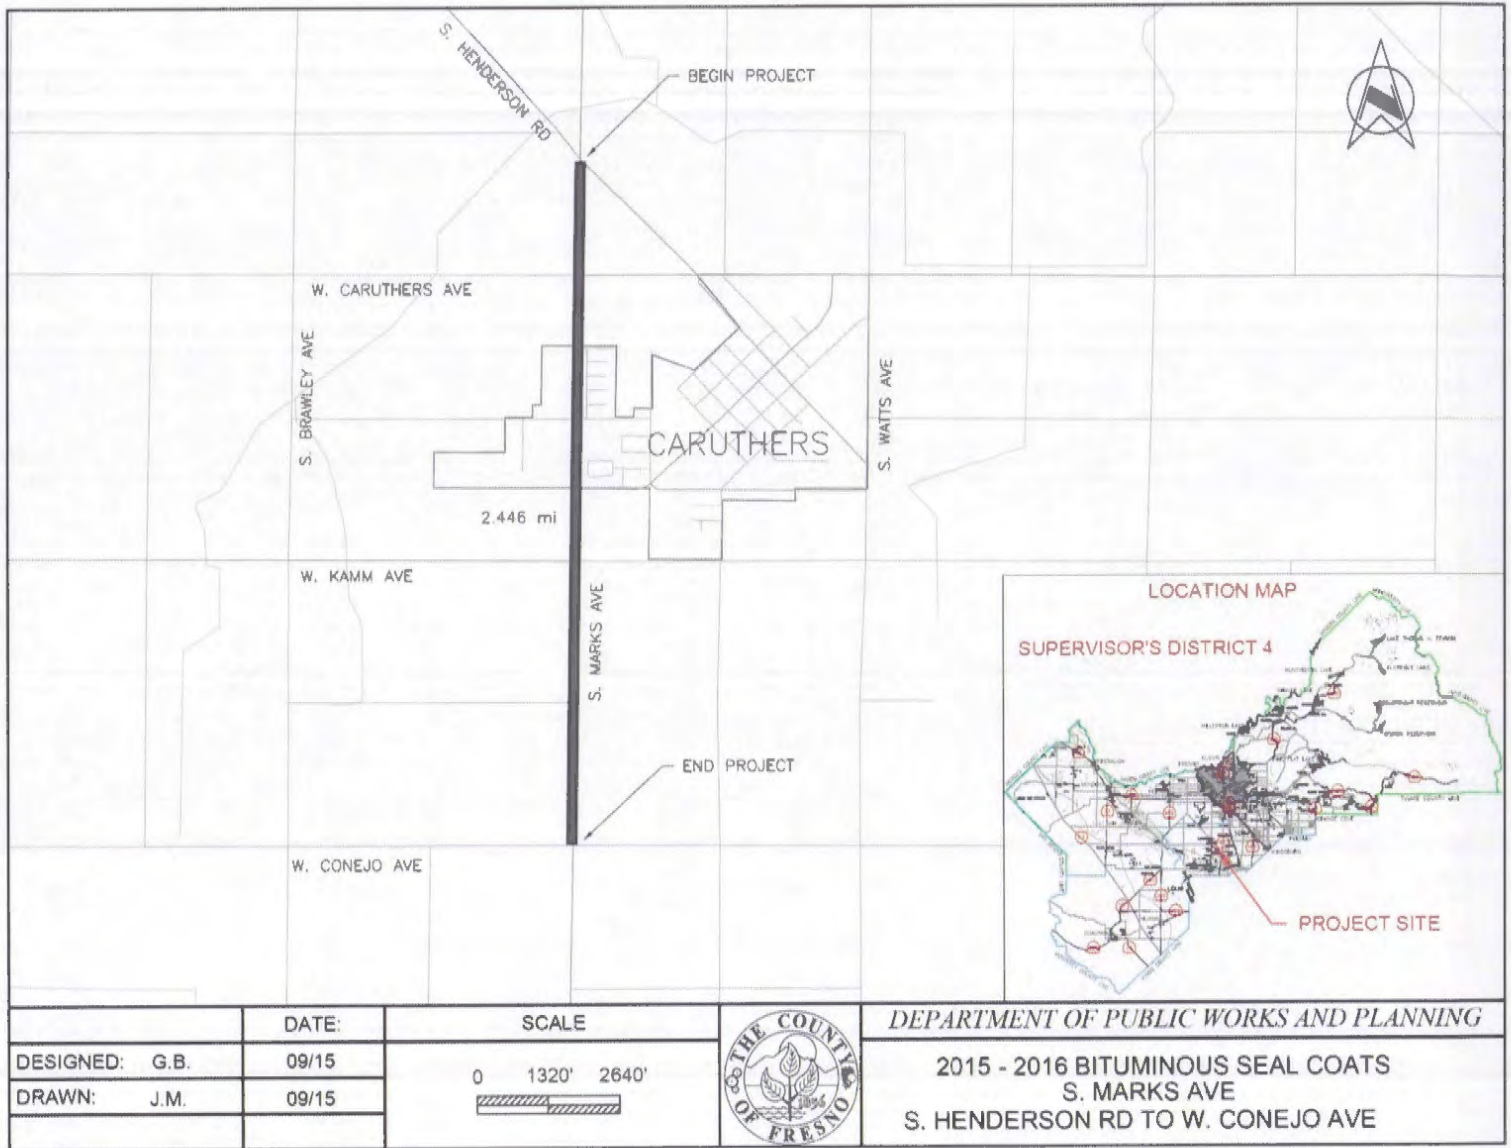 S. HENDERSON RD
BEGIN PROJECT
W. CARUTHERS AVE
S. BRAWLEY AVE
S. WATTS AVE
CARUTHERS
2.446 mi
W. KAMM AVE
S. MARKS AVE
END PROJECT
W. CONEJO AVE
LOCATION MAP
SUPERVISOR'S DISTRICT 4
PROJECT SITE
DATE:
SCALE
DESIGNED: G.B. 09/15
DRAWN: J.M. 09/15
0 1320' 2640'
THE COUNTY OF FRESNO
1856
DEPARTMENT OF PUBLIC WORKS AND PLANNING
2015 - 2016 BITUMINOUS SEAL COATS
S. MARKS AVE
S. HENDERSON RD TO W. CONEJO AVE